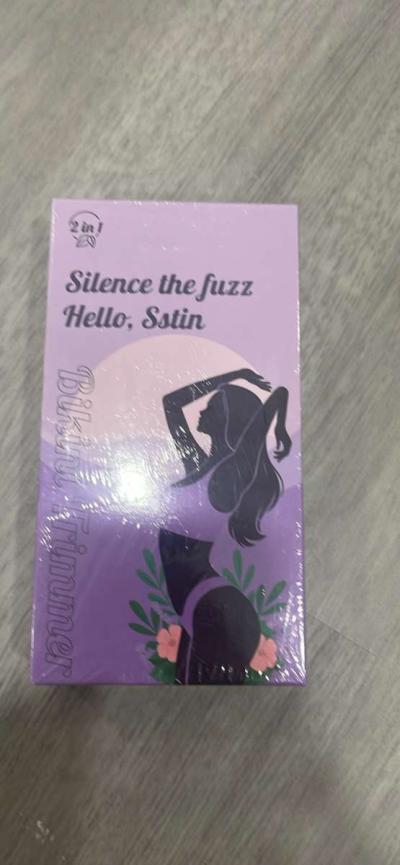 2 in 1
Silence the fuzz
Hello, Sstin
Bikini Trimmer